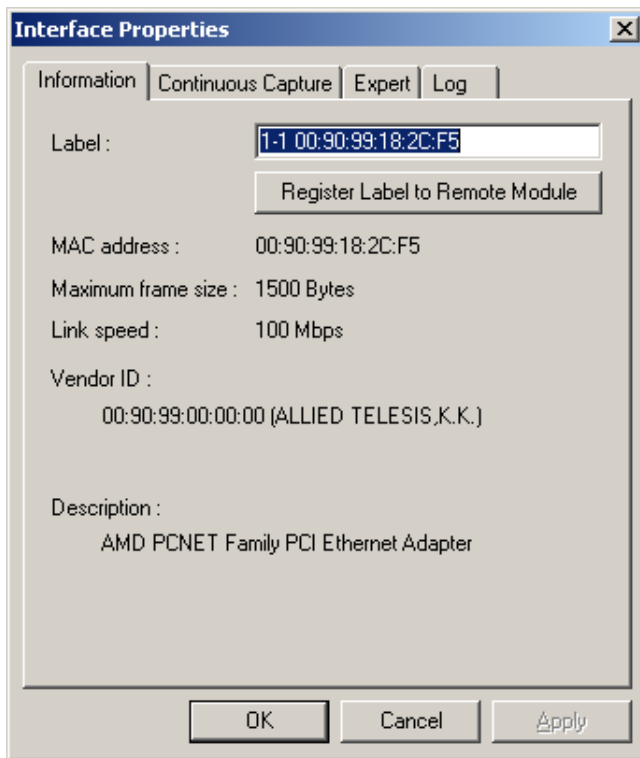 Interface Properties
Information Continuous Capture Expert Log
Label : 1-1 00:90:99:18:2C:F5
Register Label to Remote Module
MAC address : 00:90:99:18:2C:F5
Maximum frame size : 1500 Bytes
Link speed : 100 Mbps
Vendor ID :
00:90:99:00:00:00 (ALLIED TELESIS,K.K.)
Description :
AMD PCNET Family PCI Ethernet Adapter
OK Cancel Apply